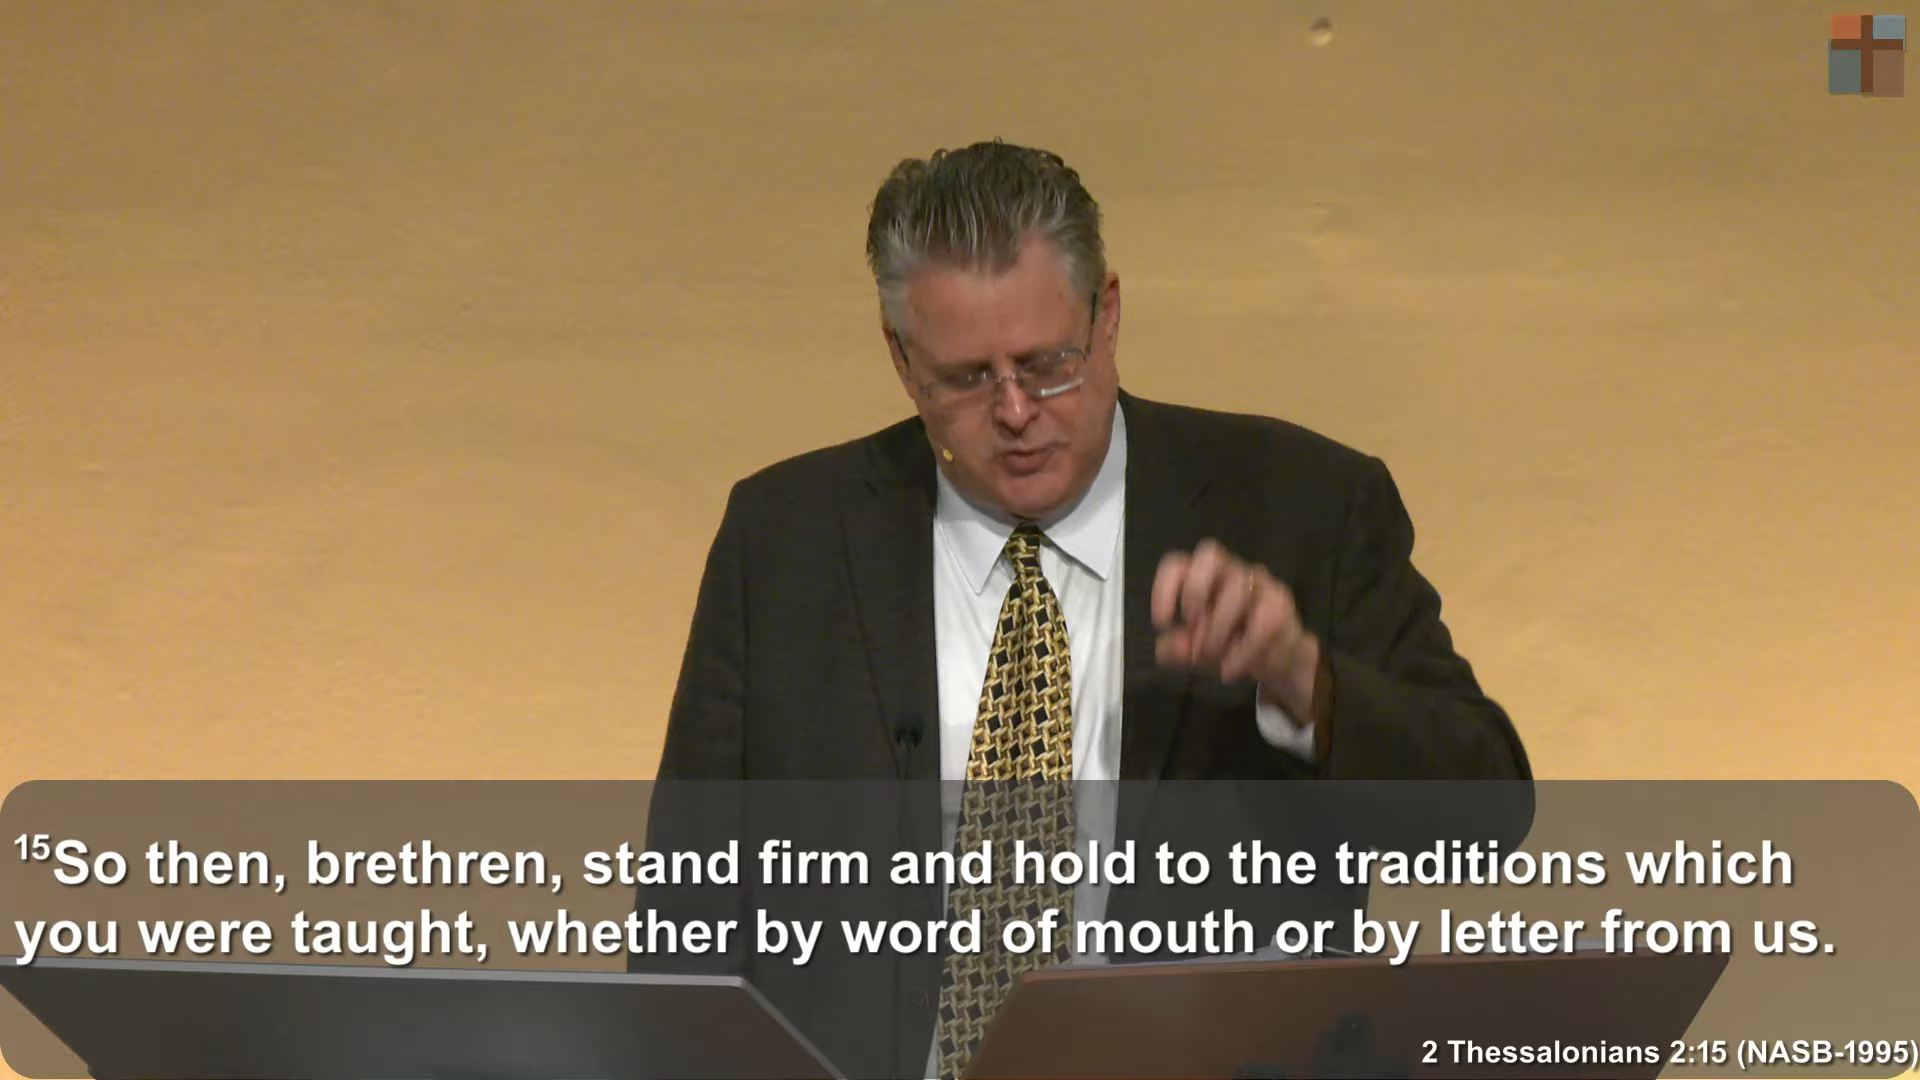 15So then, brethren, stand firm and hold to the traditions which
you were taught, whether by word of mouth or by letter from us.
2 Thessalonians 2:15 (NASB-1995)